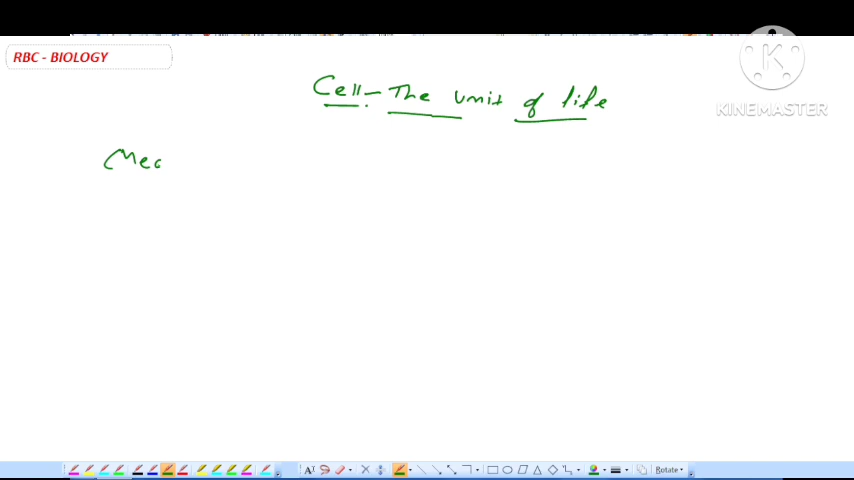 RBC - BIOLOGY
KINEMASTER
Cell - The unit of life
Mec
Rotate